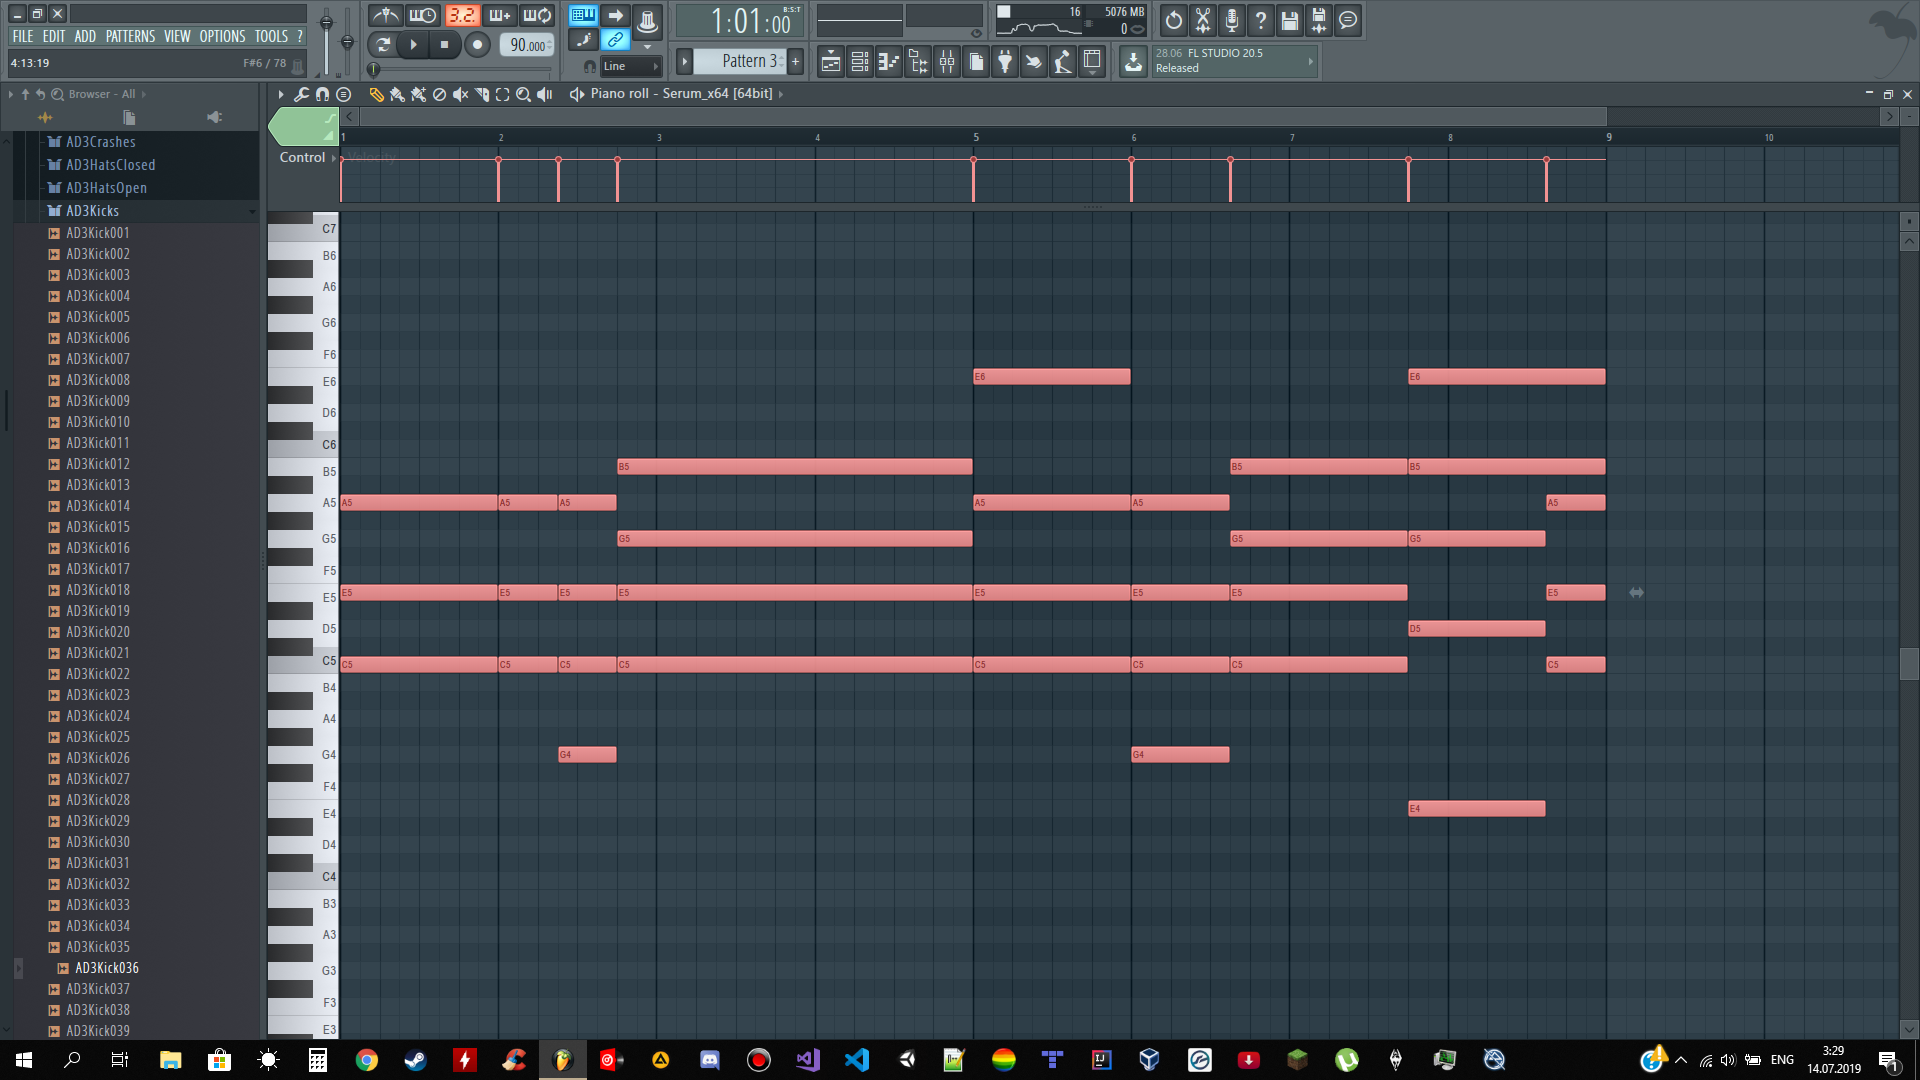 3.2.
FILE EDIT ADD PATTERNS VIEW OPTIONS TOOLS ?
4:13:19
F#6 / 78
90.000
Line
1:01:00
B:S:T
Pattern 3
+
16
5076 MB
0
28.06 FL STUDIO 20.5
Released
Browser - All
Piano roll - Serum_x64 [64bit]
Control
Velocity
1 2 3 4 5 6 7 8 9 10
AD3Crashes
AD3HatsClosed
AD3HatsOpen
AD3Kicks
AD3Kick001
AD3Kick002
AD3Kick003
AD3Kick004
AD3Kick005
AD3Kick006
AD3Kick007
AD3Kick008
AD3Kick009
AD3Kick010
AD3Kick011
AD3Kick012
AD3Kick013
AD3Kick014
AD3Kick015
AD3Kick016
AD3Kick017
AD3Kick018
AD3Kick019
AD3Kick020
AD3Kick021
AD3Kick022
AD3Kick023
AD3Kick024
AD3Kick025
AD3Kick026
AD3Kick027
AD3Kick028
AD3Kick029
AD3Kick030
AD3Kick031
AD3Kick032
AD3Kick033
AD3Kick034
AD3Kick035
AD3Kick036
AD3Kick037
AD3Kick038
AD3Kick039
C7
B6
A6
G6
F6
E6 E6 E6
D6
C6
B5 B5 B5 B5
A5 A5 A5 A5 A5 A5 A5
G5 G5 G5 G5
F5
E5 E5 E5 E5 E5 E5 E5 E5 E5
D5 D5
C5 C5 C5 C5 C5 C5 C5 C5 C5
B4
A4
G4 G4 G4
F4
E4 E4
D4
C4
B3
A3
G3
F3
E3
ENG
3:29
14.07.2019
1